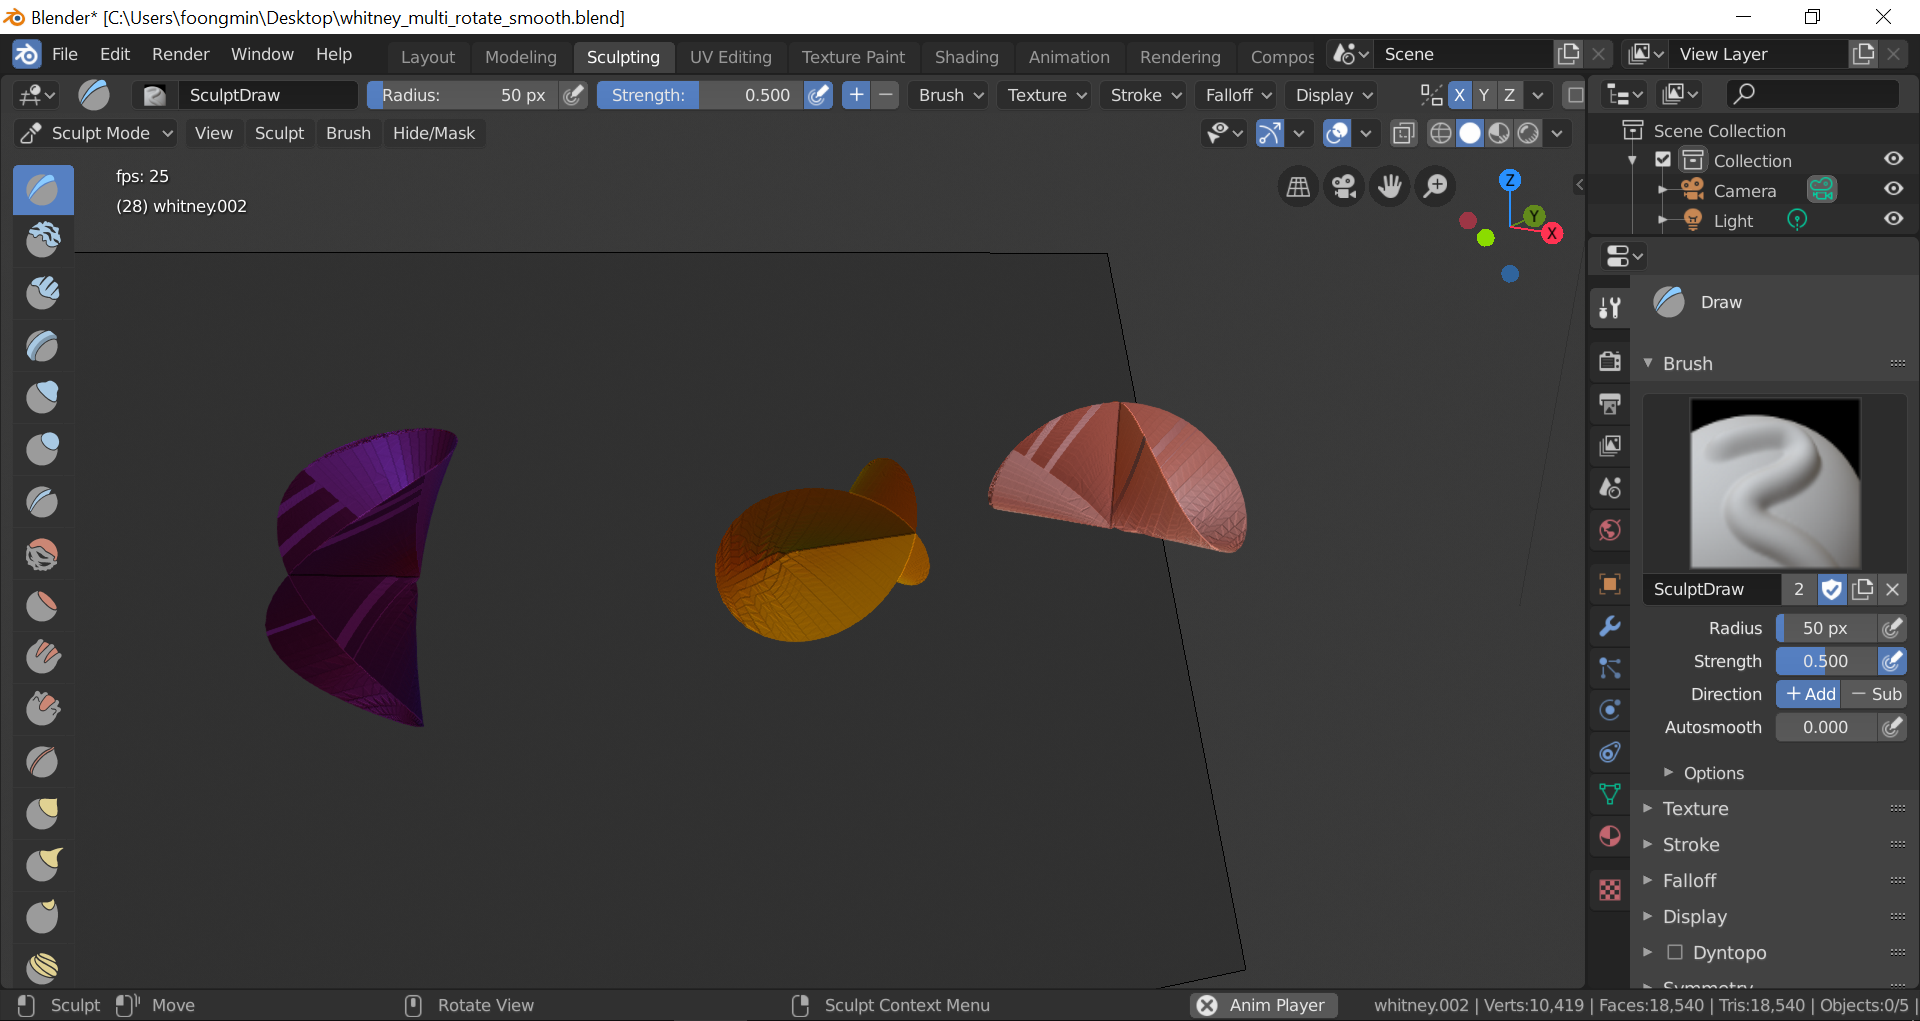 Blender* [C:\Users\foongmin\Desktop\whitney_multi_rotate_smooth.blend]
File Edit Render Window Help Layout Modeling Sculpting UV Editing Texture Paint Shading Animation Rendering Compos Scene View Layer
SculptDraw Radius: 50 px Strength: 0.500 Brush Texture Stroke Falloff Display X Y Z
Sculpt Mode View Sculpt Brush Hide/Mask
Scene Collection
Collection
Camera
Light
fps: 25
(28) whitney.002
Z
Y
X
Draw
Brush
SculptDraw 2
Radius 50 px
Strength 0.500
Direction + Add − Sub
Autosmooth 0.000
Options
Texture
Stroke
Falloff
Display
Dyntopo
Symmetry
Sculpt Move Rotate View Sculpt Context Menu Anim Player whitney.002 | Verts:10,419 | Faces:18,540 | Tris:18,540 | Objects:0/5 |